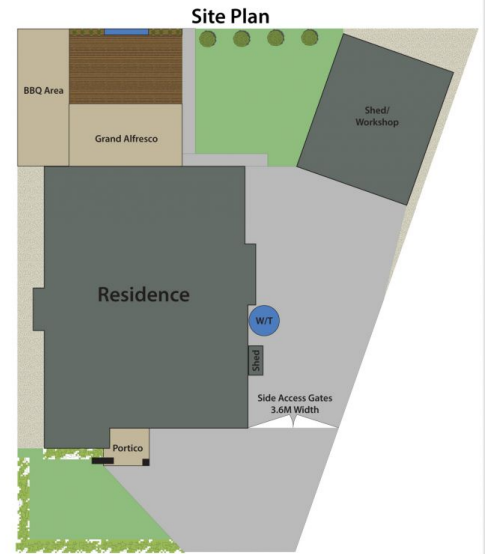 Site Plan
BBQ Area
Grand Alfresco
Shed/
Workshop
Residence
W/T
Shed
Side Access Gates
3.6M Width
Portico